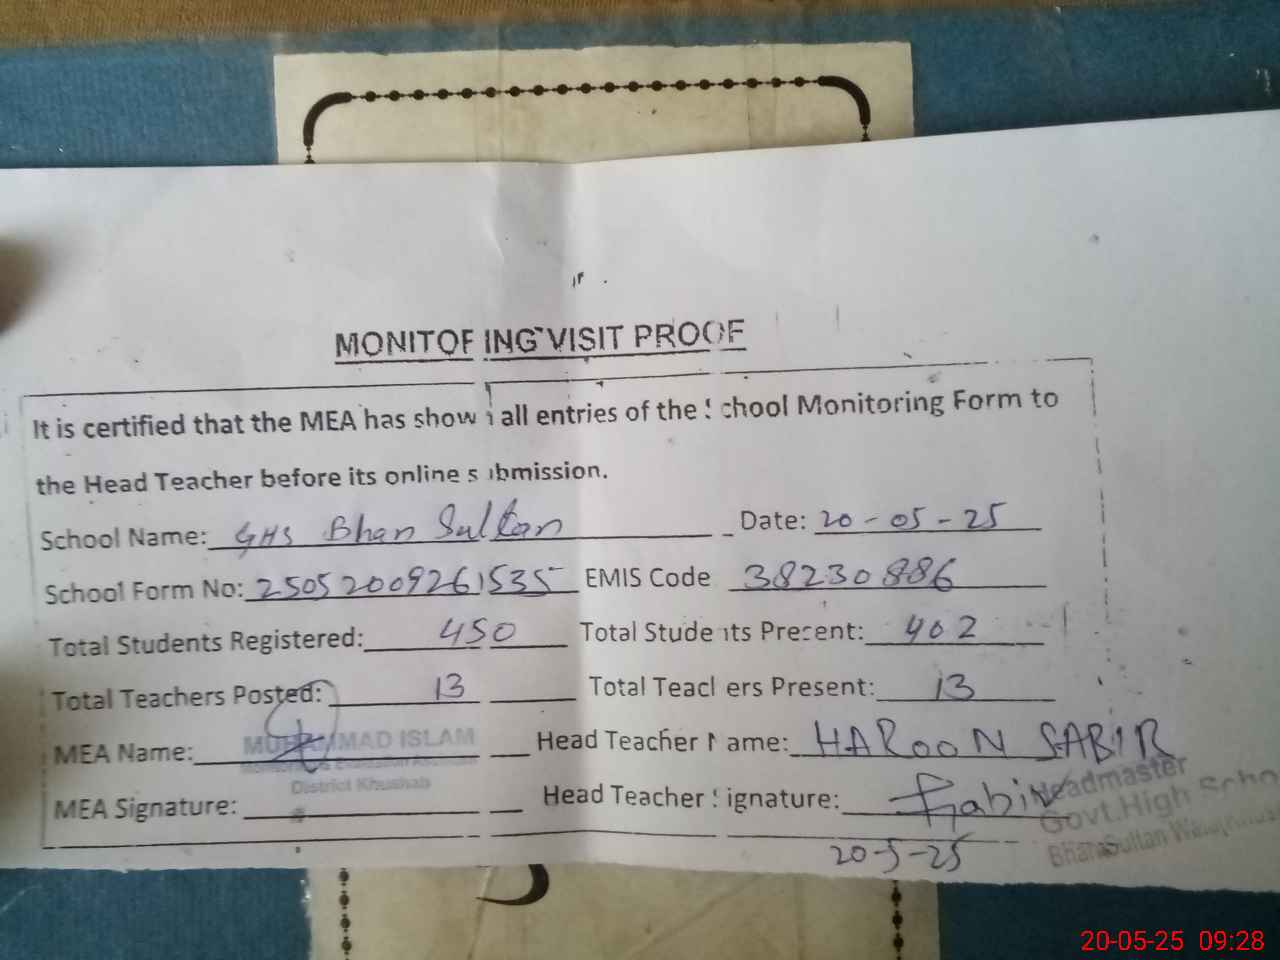 MONITORING VISIT PROOF
It is certified that the MEA has shown all entries of the School Monitoring Form to
the Head Teacher before its online submission.
School Name: GHS Bhan Sultan Date: 20-05-25
School Form No: 25052009261535 EMIS Code 38230886
Total Students Registered: 450 Total Students Present: 402
Total Teachers Posted: 13 Total Teachers Present: 13
MEA Name: MUHAMMAD ISLAM Head Teacher Name: HAROON SABIR
District Khushab
MEA Signature: Head Teacher Signature: Sabir
Headmaster
Govt. High School
Bhan Sultan
20-5-25
20-05-25 09:28